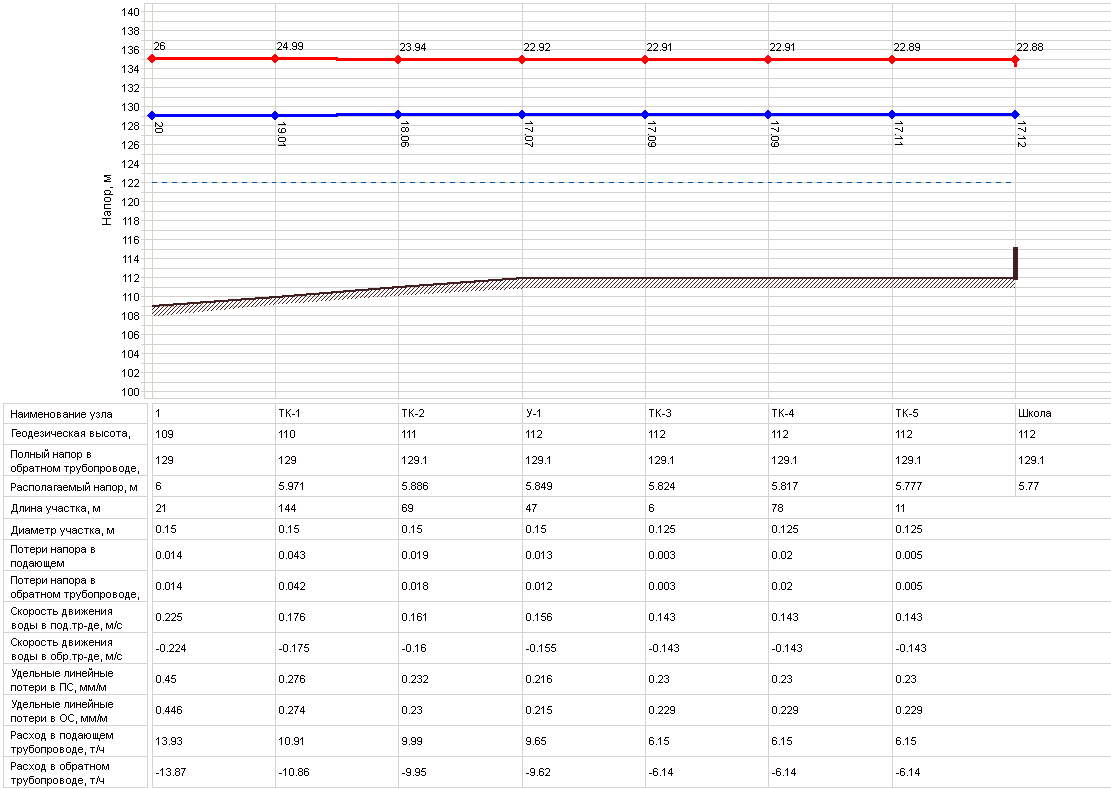 140
138
136
134
132
130
128
126
124
122
120
118
116
114
112
110
108
106
104
102
100
Напор, м
26 24.99 23.94 22.92 22.91 22.91 22.89 22.88
20 19.01 18.06 17.07 17.09 17.09 17.11 17.12
Наименование узла 1 ТК-1 ТК-2 У-1 ТК-3 ТК-4 ТК-5 Школа
Геодезическая высота, 109 110 111 112 112 112 112 112
Полный напор в
обратном трубопроводе, 129 129 129.1 129.1 129.1 129.1 129.1 129.1
Располагаемый напор, м 6 5.971 5.886 5.849 5.824 5.817 5.777 5.77
Длина участка, м 21 144 69 47 6 78 11
Диаметр участка, м 0.15 0.15 0.15 0.15 0.125 0.125 0.125
Потери напора в
подающем 0.014 0.043 0.019 0.013 0.003 0.02 0.005
Потери напора в
обратном трубопроводе, 0.014 0.042 0.018 0.012 0.003 0.02 0.005
Скорость движения
воды в под.тр-де, м/с 0.225 0.176 0.161 0.156 0.143 0.143 0.143
Скорость движения
воды в обр.тр-де, м/с -0.224 -0.175 -0.16 -0.155 -0.143 -0.143 -0.143
Удельные линейные
потери в ПС, мм/м 0.45 0.276 0.232 0.216 0.23 0.23 0.23
Удельные линейные
потери в ОС, мм/м 0.446 0.274 0.23 0.215 0.229 0.229 0.229
Расход в подающем
трубопроводе, т/ч 13.93 10.91 9.99 9.65 6.15 6.15 6.15
Расход в обратном
трубопроводе, т/ч -13.87 -10.86 -9.95 -9.62 -6.14 -6.14 -6.14